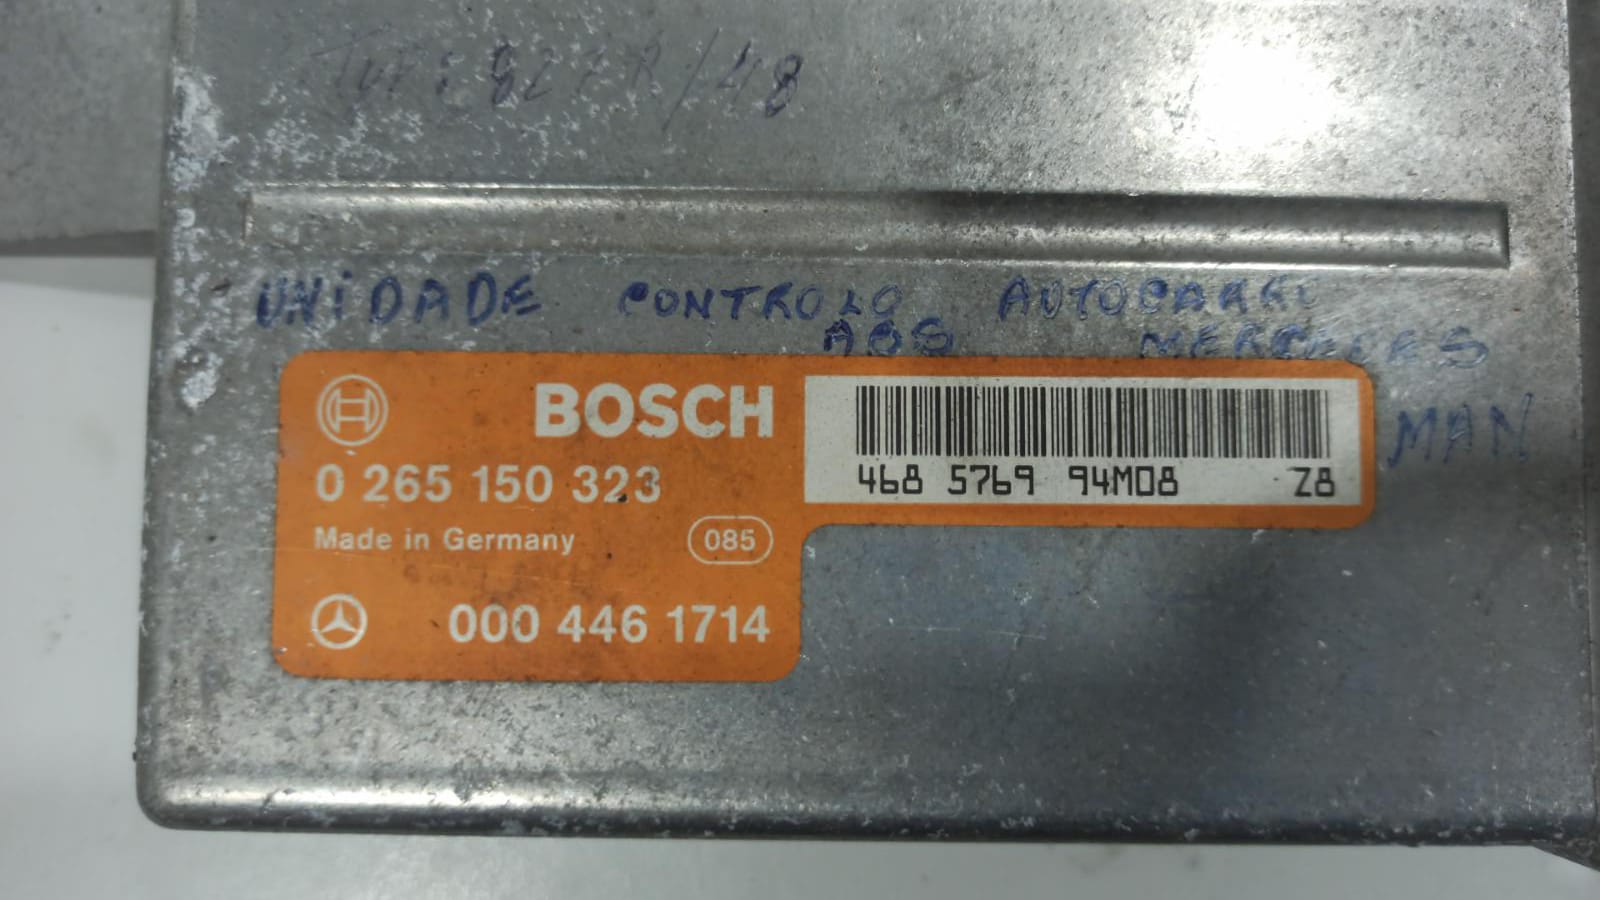 UNIDADE CONTROLO AUTOCARRO
MERCEDES
MAN
BOSCH
0 265 150 323
Made in Germany 085
000 446 1714
468 5769 94M08 Z8